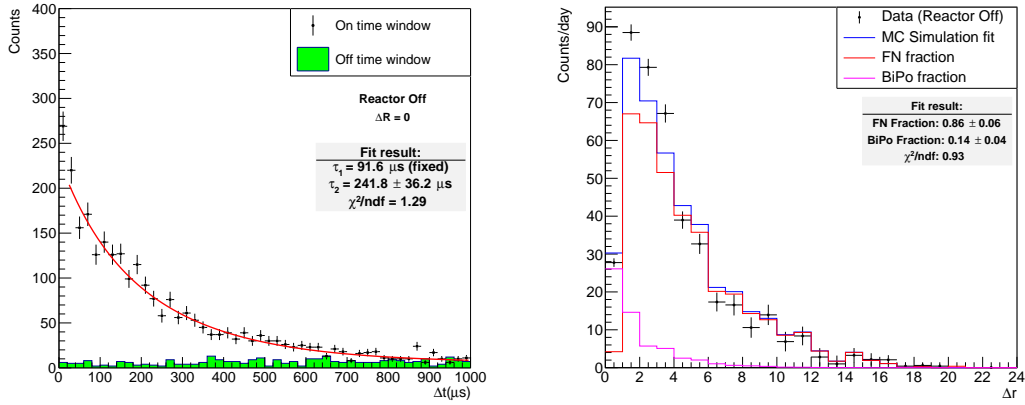 Counts
400
350
300
250
200
150
100
50
0
0 100 200 300 400 500 600 700 800 900 1000
Δt(μs)
On time window
Off time window
Reactor Off
ΔR = 0
Fit result:
τ1 = 91.6 μs (fixed)
τ2 = 241.8 ± 36.2 μs
χ²/ndf = 1.29
Counts/day
90
80
70
60
50
40
30
20
10
0
0 2 4 6 8 10 12 14 16 18 20 22 24
Δr
Data (Reactor Off)
MC Simulation fit
FN fraction
BiPo fraction
Fit result:
FN Fraction: 0.86 ± 0.06
BiPo Fraction: 0.14 ± 0.04
χ²/ndf: 0.93